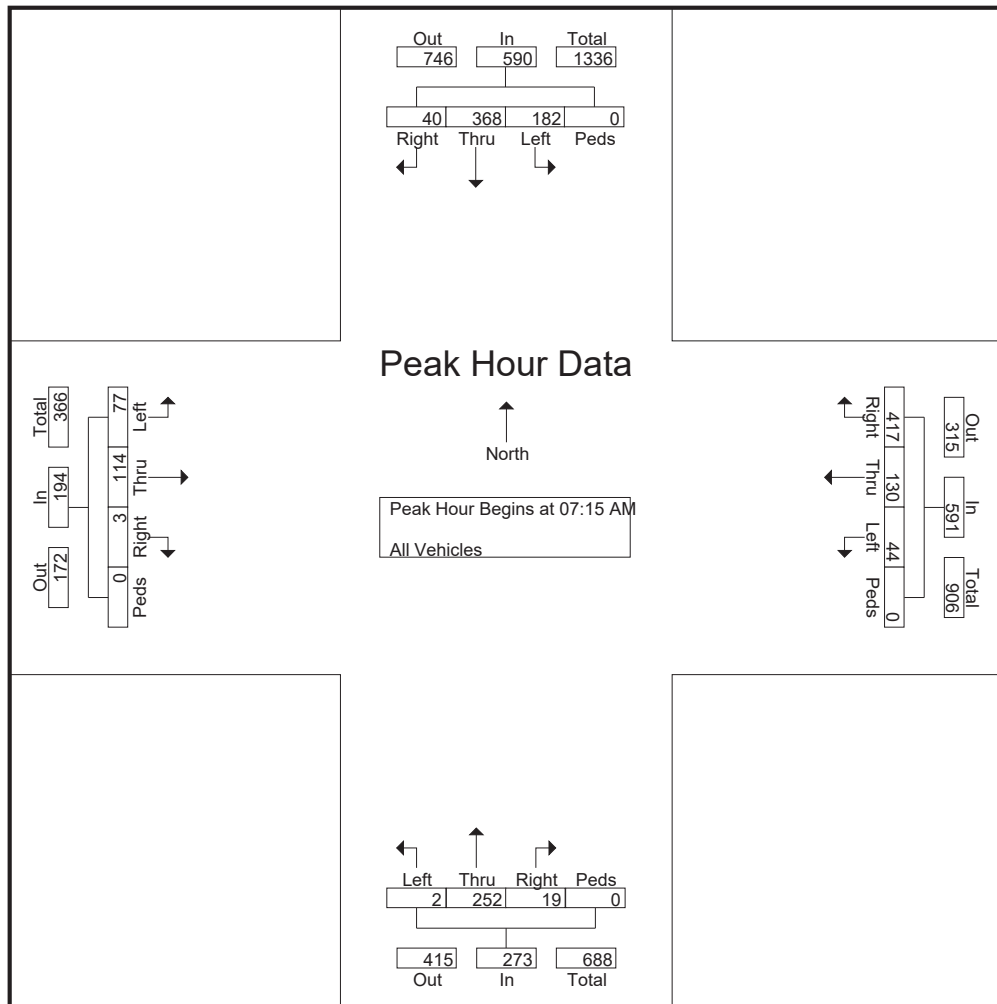 Out In Total
746 590 1336
40 368 182 0
Right Thru Left Peds
Peak Hour Data
North
Peak Hour Begins at 07:15 AM
All Vehicles
Total In Out
366 194 172
77 114 3 0
Left Thru Right Peds
Out In Total
315 591 906
417 130 44 0
Right Thru Left Peds
Left Thru Right Peds
2 252 19 0
415 273 688
Out In Total